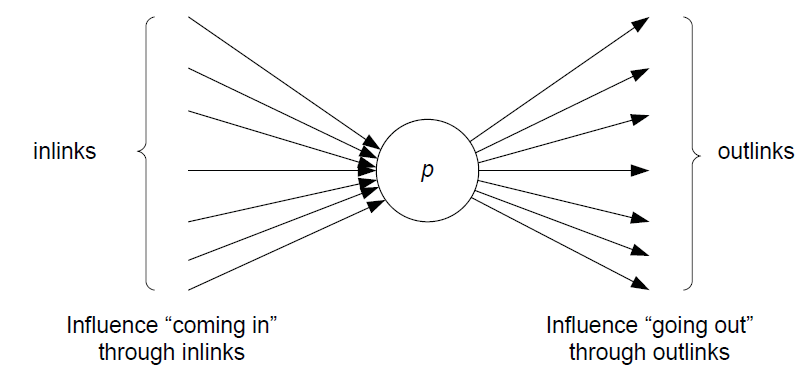 inlinks
p
outlinks
Influence “coming in”
through inlinks
Influence “going out”
through outlinks